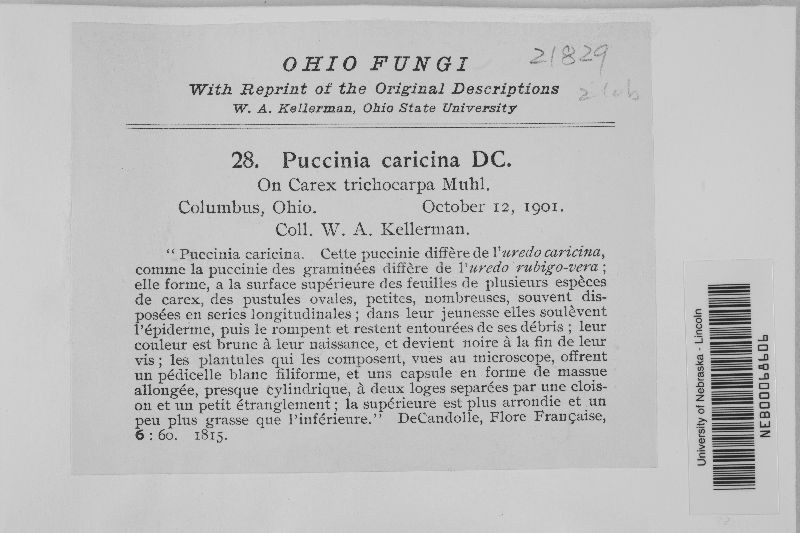 OHIO FUNGI
21829
With Reprint of the Original Descriptions
W. A. Kellerman, Ohio State University
28. Puccinia caricina DC.
On Carex trichocarpa Muhl.
Columbus, Ohio. October 12, 1901.
Coll. W. A. Kellerman.
“ Puccinia caricina. Cette puccinie diffère de l'uredo caricina,
comme la puccinie des graminées diffère de l'uredo rubigo-vera ;
elle forme, a la surface supérieure des feuilles de plusieurs espèces
de carex, des pustules ovales, petites, nombreuses, souvent dis-
posées en series longitudinales ; dans leur jeunesse elles soulèvent
l'épiderme, puis le rompent et restent entourées de ses débris ; leur
couleur est brune à leur naissance, et devient noire à la fin de leur
vis ; les plantules qui les composent, vues au microscope, offrent
un pédicelle blanc filiforme, et uns capsule en forme de massue
allongée, presque cylindrique, à deux loges separées par une clois-
on et un petit étranglement ; la supérieure est plus arrondie et un
peu plus grasse que l'inférieure.” DeCandolle, Flore Française,
6 : 60. 1815.
University of Nebraska - Lincoln
NEB00068606